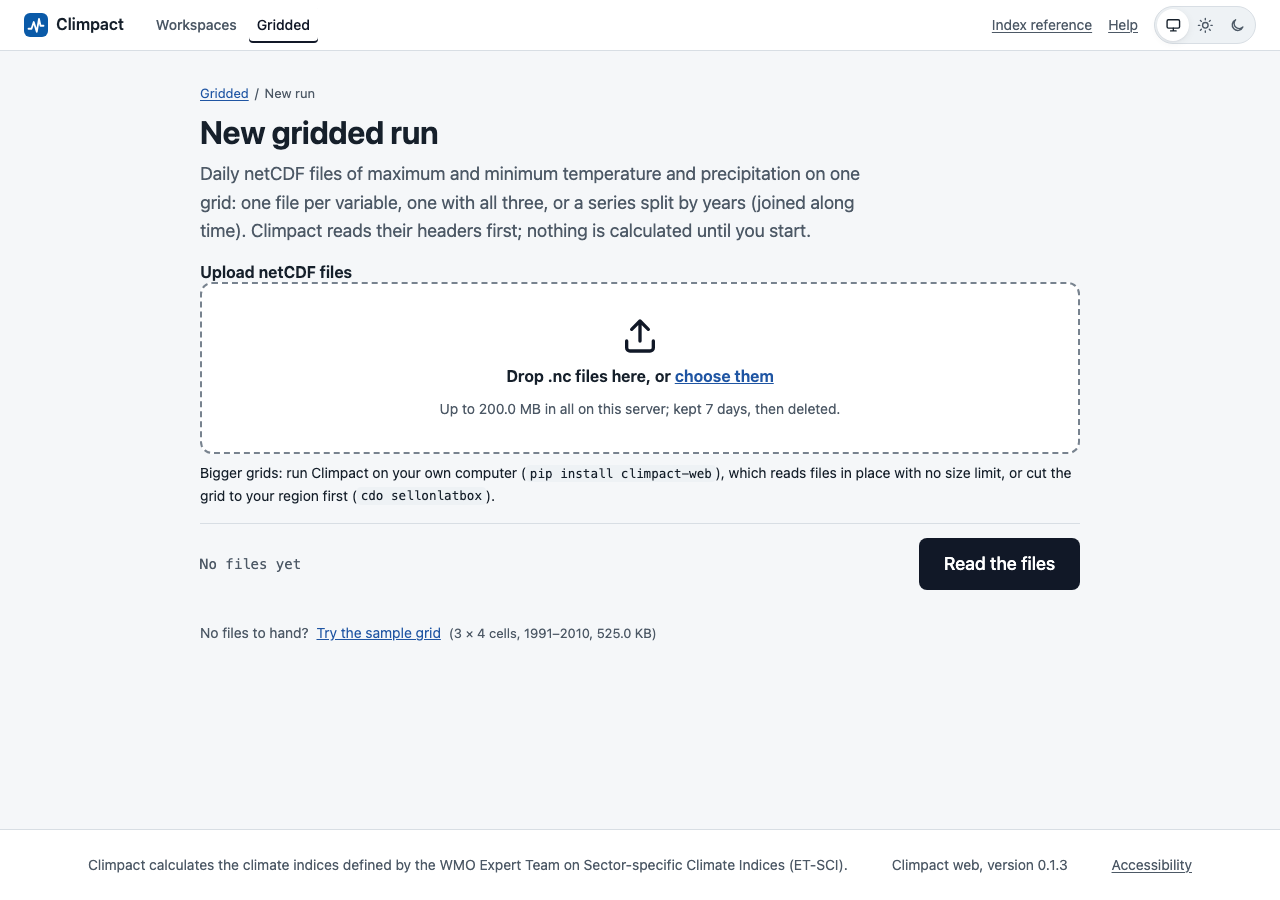 Climpact
Workspaces
Gridded
Index reference
Help
Gridded / New run
New gridded run
Daily netCDF files of maximum and minimum temperature and precipitation on one
grid: one file per variable, one with all three, or a series split by years (joined along
time). Climpact reads their headers first; nothing is calculated until you start.
Upload netCDF files
Drop .nc files here, or choose them
Up to 200.0 MB in all on this server; kept 7 days, then deleted.
Bigger grids: run Climpact on your own computer ( pip install climpact-web ), which reads files in place with no size limit, or cut the
grid to your region first ( cdo sellonlatbox ).
No files yet
Read the files
No files to hand? Try the sample grid (3 × 4 cells, 1991–2010, 525.0 KB)
Climpact calculates the climate indices defined by the WMO Expert Team on Sector-specific Climate Indices (ET-SCI).
Climpact web, version 0.1.3
Accessibility